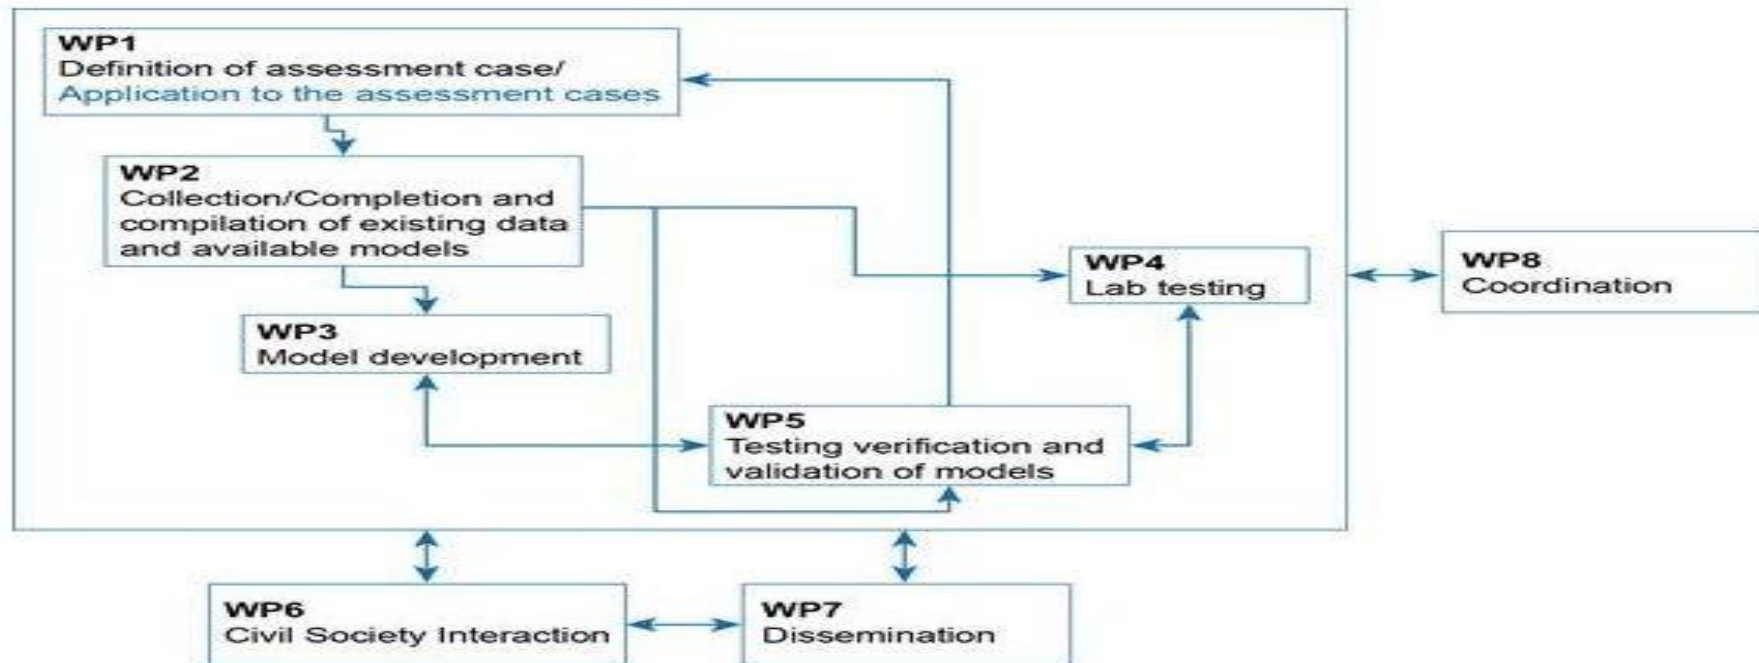 WP1
Definition of assessment case/
Application to the assessment cases
WP2
Collection/Completion and
compilation of existing data
and available models
WP4
Lab testing
WP8
Coordination
WP3
Model development
WP5
Testing verification and
validation of models
WP6
Civil Society Interaction
WP7
Dissemination